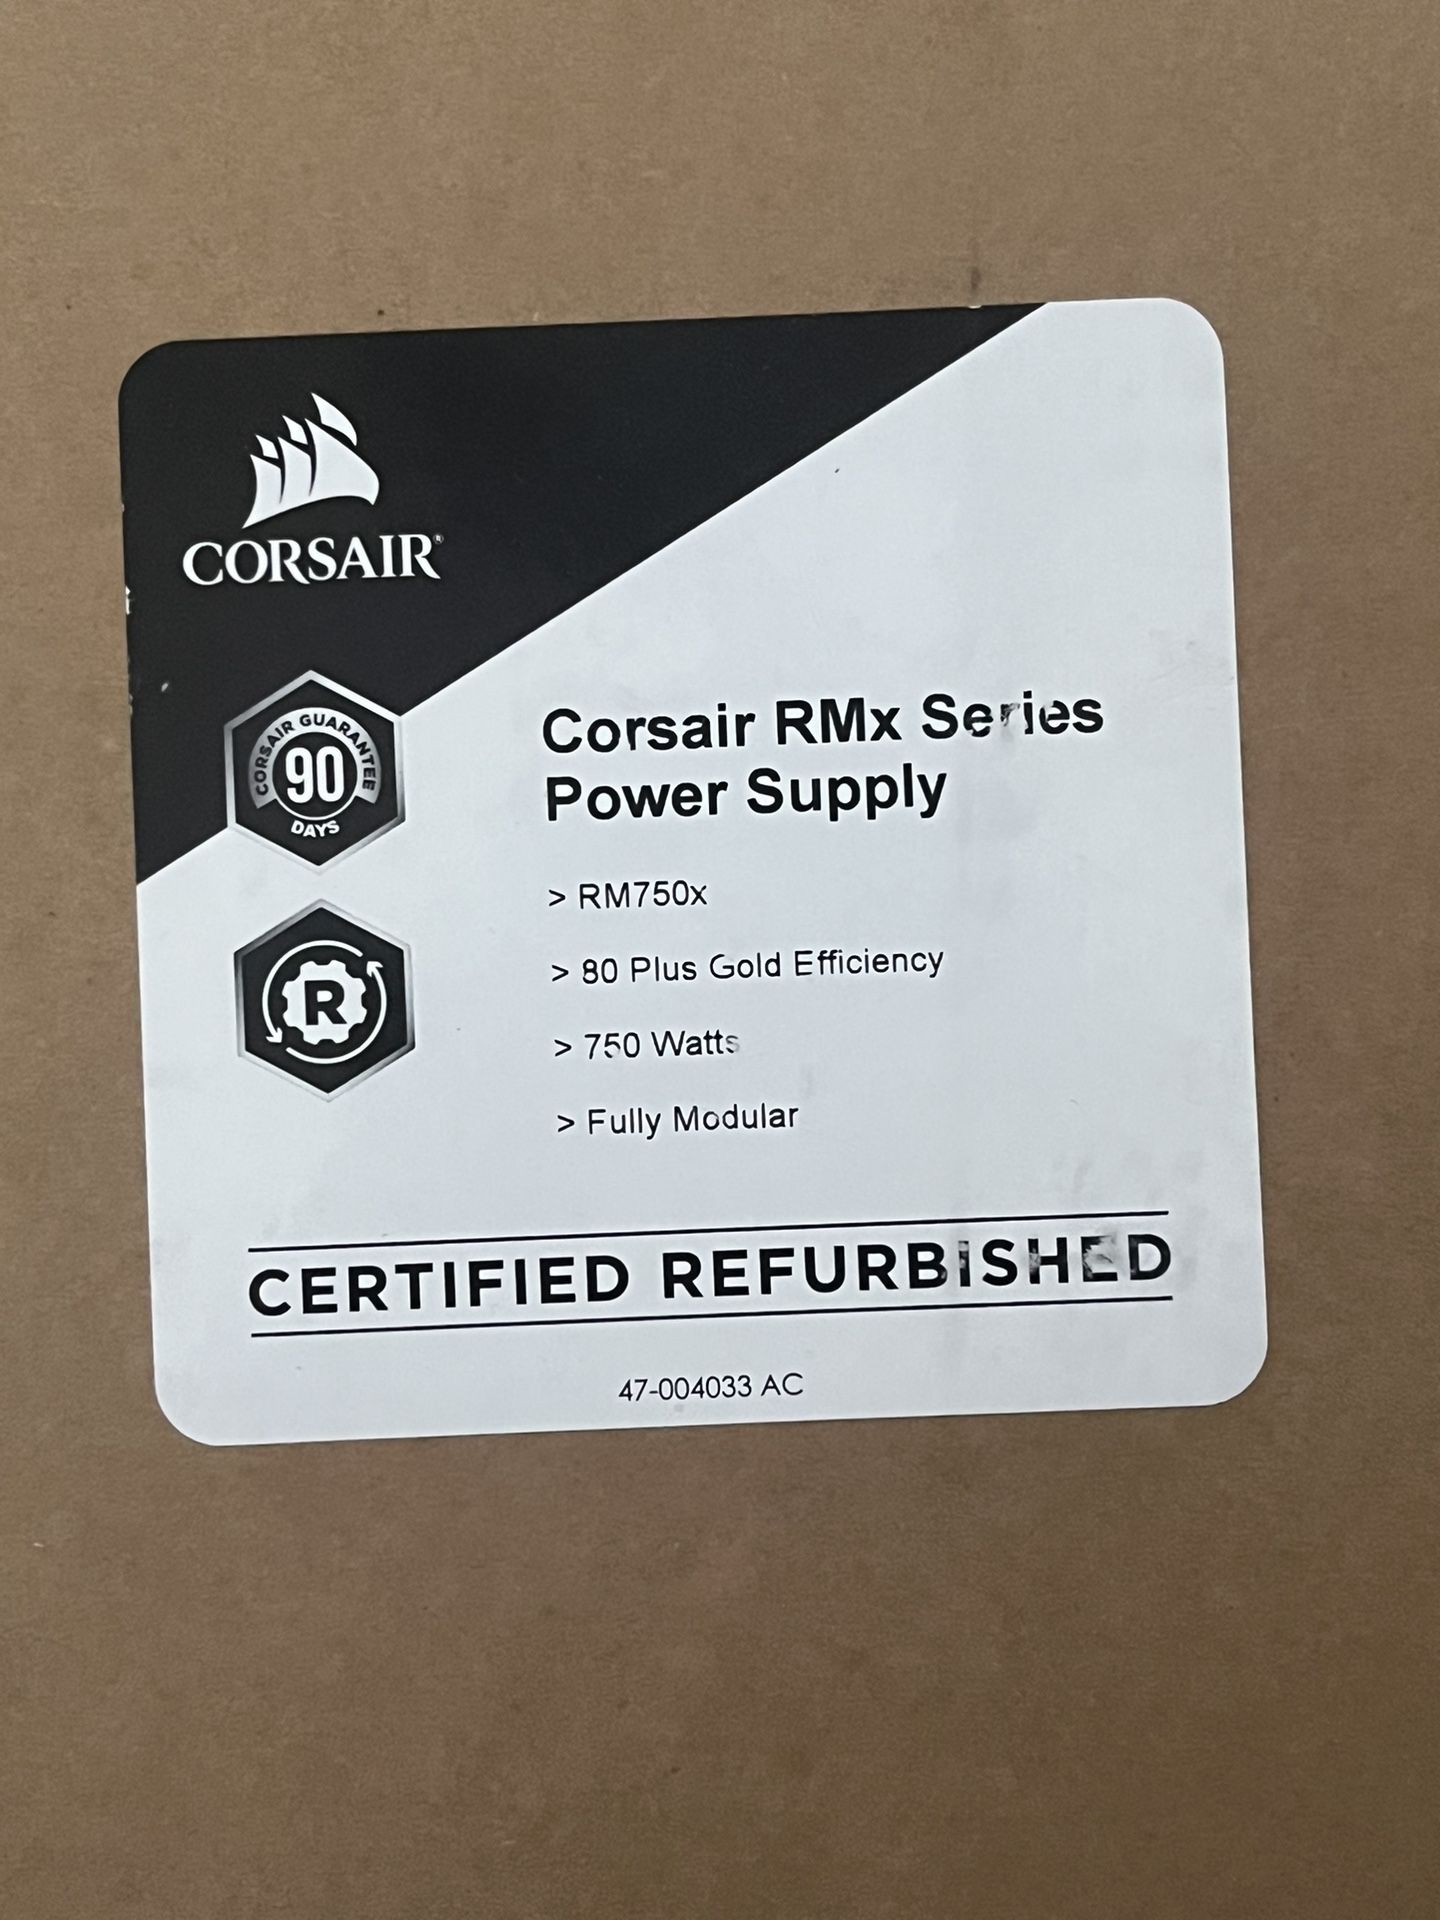 CORSAIR®
CORSAIR GUARANTEE
90
DAYS
R
Corsair RMx Series
Power Supply
> RM750x
> 80 Plus Gold Efficiency
> 750 Watts
> Fully Modular
CERTIFIED REFURBISHED
47-004033 AC